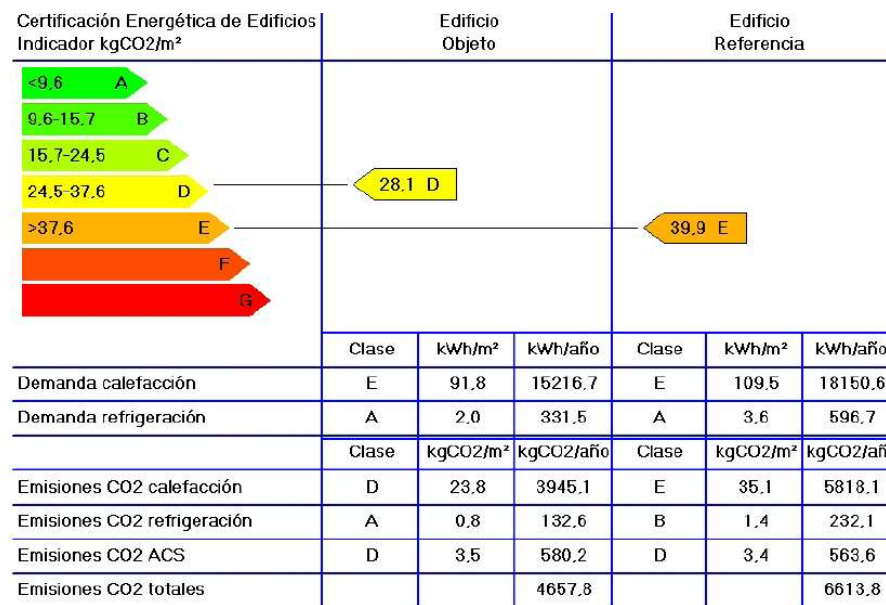 Certificación Energética de Edificios
Indicador kgCO2/m²
Edificio
Objeto
Edificio
Referencia
<9,6 A
9,6-15,7 B
15,7-24,5 C
24,5-37,6 D
28,1 D
>37,6 E
39,9 E
F
G
Clase kWh/m² kWh/año Clase kWh/m² kWh/año
Demanda calefacción E 91,8 15216,7 E 109,5 18150,6
Demanda refrigeración A 2,0 331,5 A 3,6 596,7
Clase kgCO2/m² kgCO2/año Clase kgCO2/m² kgCO2/añ
Emisiones CO2 calefacción D 23,8 3945,1 E 35,1 5818,1
Emisiones CO2 refrigeración A 0,8 132,6 B 1,4 232,1
Emisiones CO2 ACS D 3,5 580,2 D 3,4 563,6
Emisiones CO2 totales 4657,8 6613,8